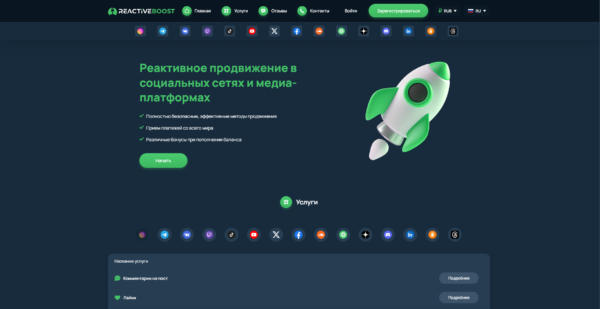 REACTIVEBOOST Главная Услуги Отзывы Контакты Войти Зарегистрироваться ₽ RUB RU
Реактивное продвижение в
социальных сетях и медиа-
платформах
Полностью безопасные, эффективные методы продвижения
Прием платежей со всего мира
Различные бонусы при пополнении баланса
Начать
Услуги
Название услуги
Комментарии на пост Подробнее
Лайки Подробнее